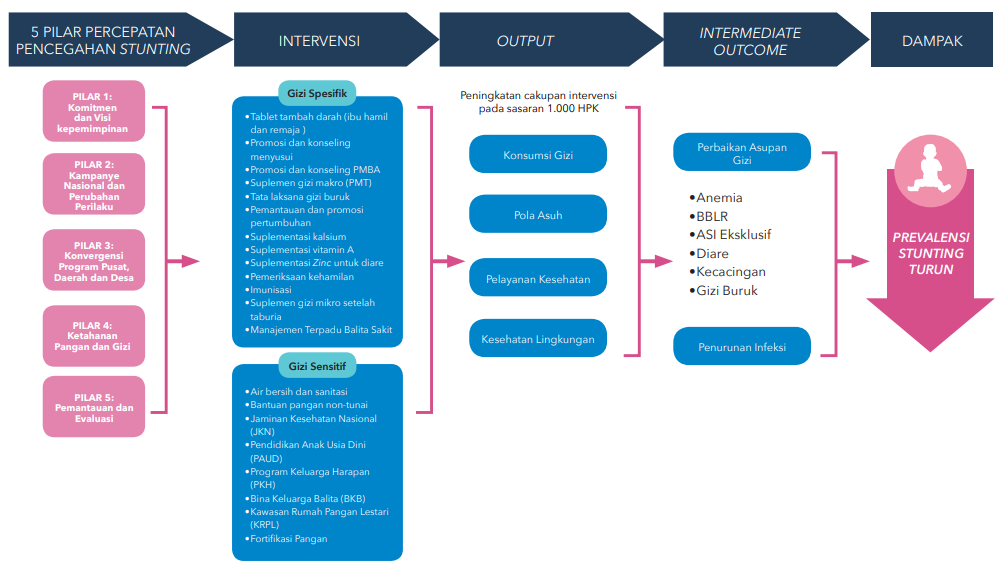 5 PILAR PERCEPATAN
PENCEGAHAN STUNTING
INTERVENSI
OUTPUT
INTERMEDIATE
OUTCOME
DAMPAK
PILAR 1:
Komitmen
dan Visi
kepemimpinan
PILAR 2:
Kampanye
Nasional dan
Perubahan
Perilaku
PILAR 3:
Konvergensi
Program Pusat,
Daerah dan Desa
PILAR 4:
Ketahanan
Pangan dan Gizi
PILAR 5:
Pemantauan dan
Evaluasi
Gizi Spesifik
•Tablet tambah darah (ibu hamil
dan remaja )
•Promosi dan konseling
menyusui
•Promosi dan konseling PMBA
•Suplemen gizi makro (PMT)
•Tata laksana gizi buruk
•Pemantauan dan promosi
pertumbuhan
•Suplementasi kalsium
•Suplementasi vitamin A
•Suplementasi Zinc untuk diare
•Pemeriksaan kehamilan
•Imunisasi
•Suplemen gizi mikro setelah
taburia
•Manajemen Terpadu Balita Sakit
Gizi Sensitif
•Air bersih dan sanitasi
•Bantuan pangan non-tunai
•Jaminan Kesehatan Nasional
(JKN)
•Pendidikan Anak Usia Dini
(PAUD)
•Program Keluarga Harapan
(PKH)
•Bina Keluarga Balita (BKB)
•Kawasan Rumah Pangan Lestari
(KRPL)
•Fortifikasi Pangan
Peningkatan cakupan intervensi
pada sasaran 1.000 HPK
Konsumsi Gizi
Pola Asuh
Pelayanan Kesehatan
Kesehatan Lingkungan
Perbaikan Asupan
Gizi
•Anemia
•BBLR
•ASI Eksklusif
•Diare
•Kecacingan
•Gizi Buruk
Penurunan Infeksi
PREVALENSI
STUNTING
TURUN